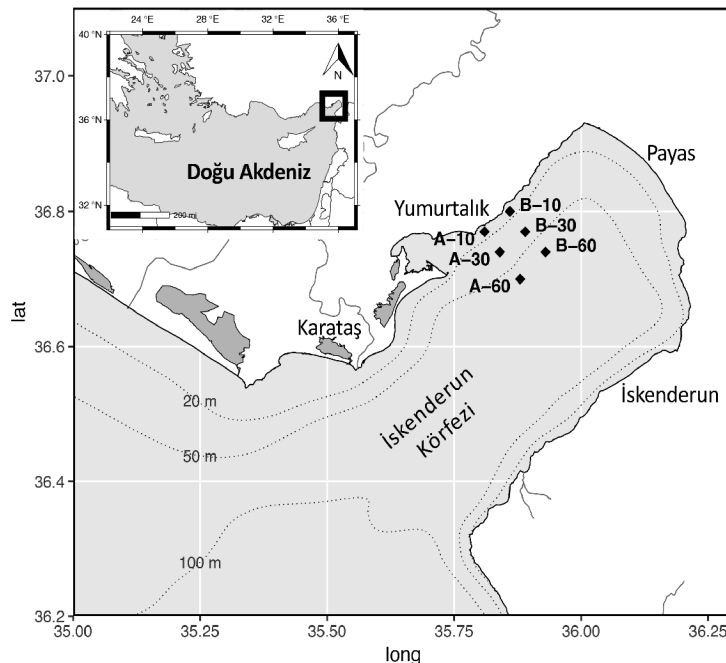 24 °E 28 °E 32 °E 36 °E
40 °N
36 °N
32 °N
N
Doğu Akdeniz
200 mil
37.0
36.8
36.6
36.4
36.2
lat
Payas
Yumurtalık
B–10
A–10
B–30
A–30
B–60
A–60
Karataş
İskenderun
İskenderun
Körfezi
20 m
50 m
100 m
35.00 35.25 35.50 35.75 36.00 36.25
long